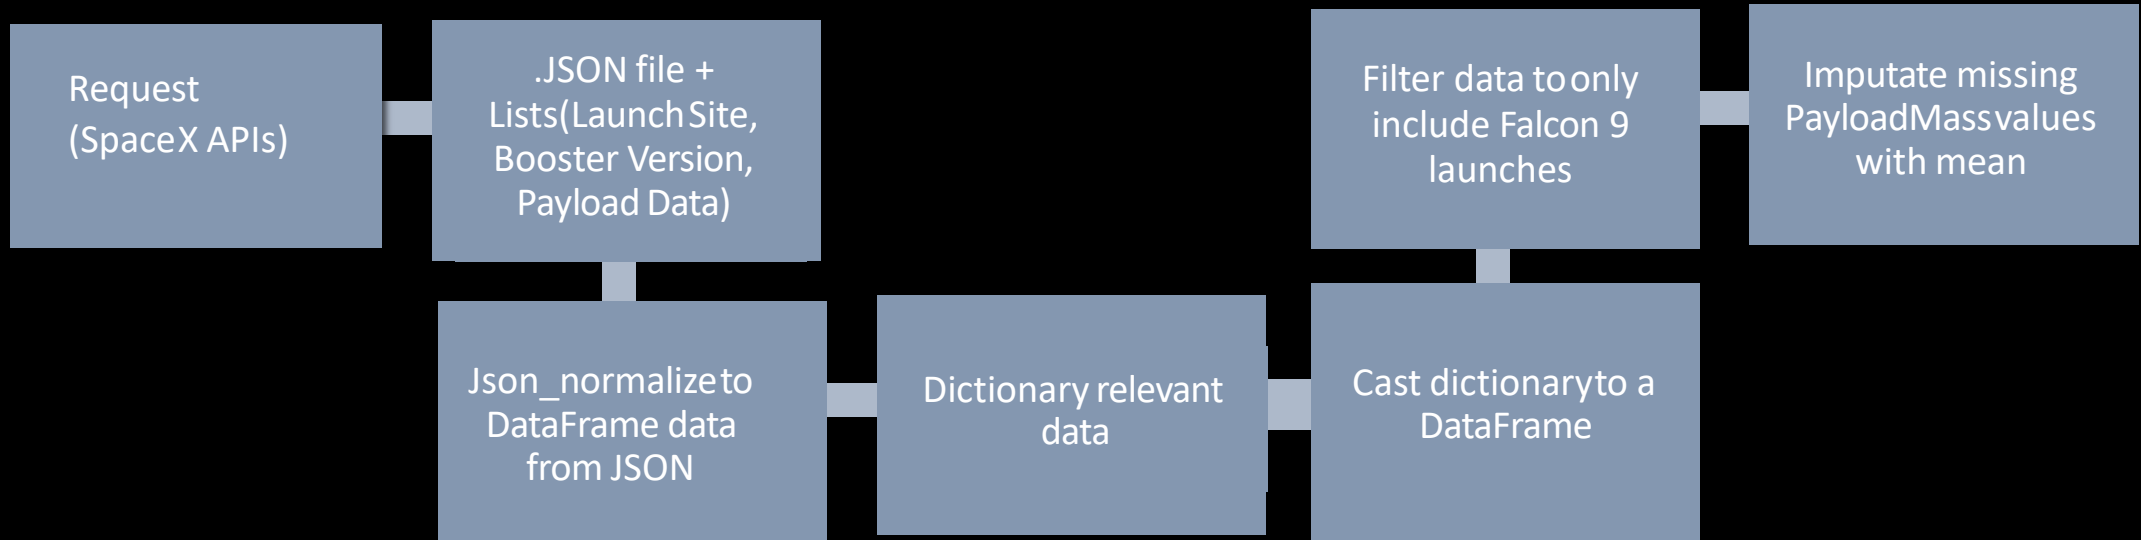 Request
(SpaceX APIs)
.JSON file +
Lists(Launch Site,
Booster Version,
Payload Data)
Json_normalize to
DataFrame data
from JSON
Dictionary relevant
data
Cast dictionary to a
DataFrame
Filter data to only
include Falcon 9
launches
Imputate missing
PayloadMass values
with mean